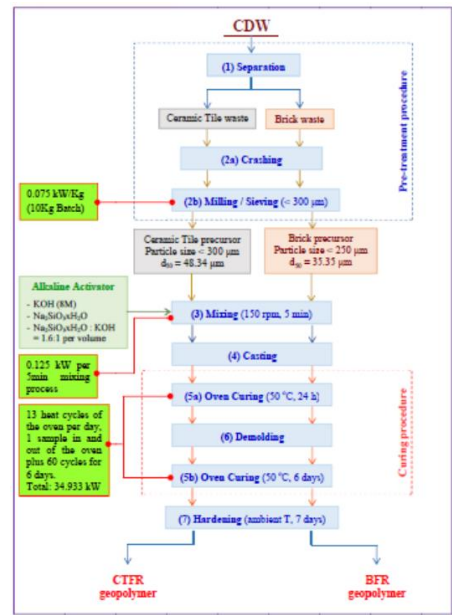 CDW
(1) Separation
Ceramic Tile waste
Brick waste
(2a) Crashing
(2b) Milling / Sieving (< 300 μm)
Pre-treatment procedure
0.075 kW/Kg
(10Kg Batch)
Ceramic Tile precursor
Particle size < 300 μm
d₅₀ = 48.34 μm
Brick precursor
Particle size < 250 μm
d₅₀ = 35.35 μm
Alkaline Activator
- KOH (8M)
- Na₂SiO₃xH₂O
- Na₂SiO₃xH₂O : KOH
= 1.6:1 per volume
(3) Mixing (150 rpm, 5 min)
0.125 kW per
5min mixing
process
(4) Casting
13 heat cycles of
the oven per day,
1 sample in and
out of the oven
plus 60 cycles for
6 days.
Total: 34.933 kW
(5a) Oven Curing (50 °C, 24 h)
(6) Demolding
(5b) Oven Curing (50 °C, 6 days)
Curing procedure
(7) Hardening (ambient T, 7 days)
CTFR
geopolymer
BFR
geopolymer